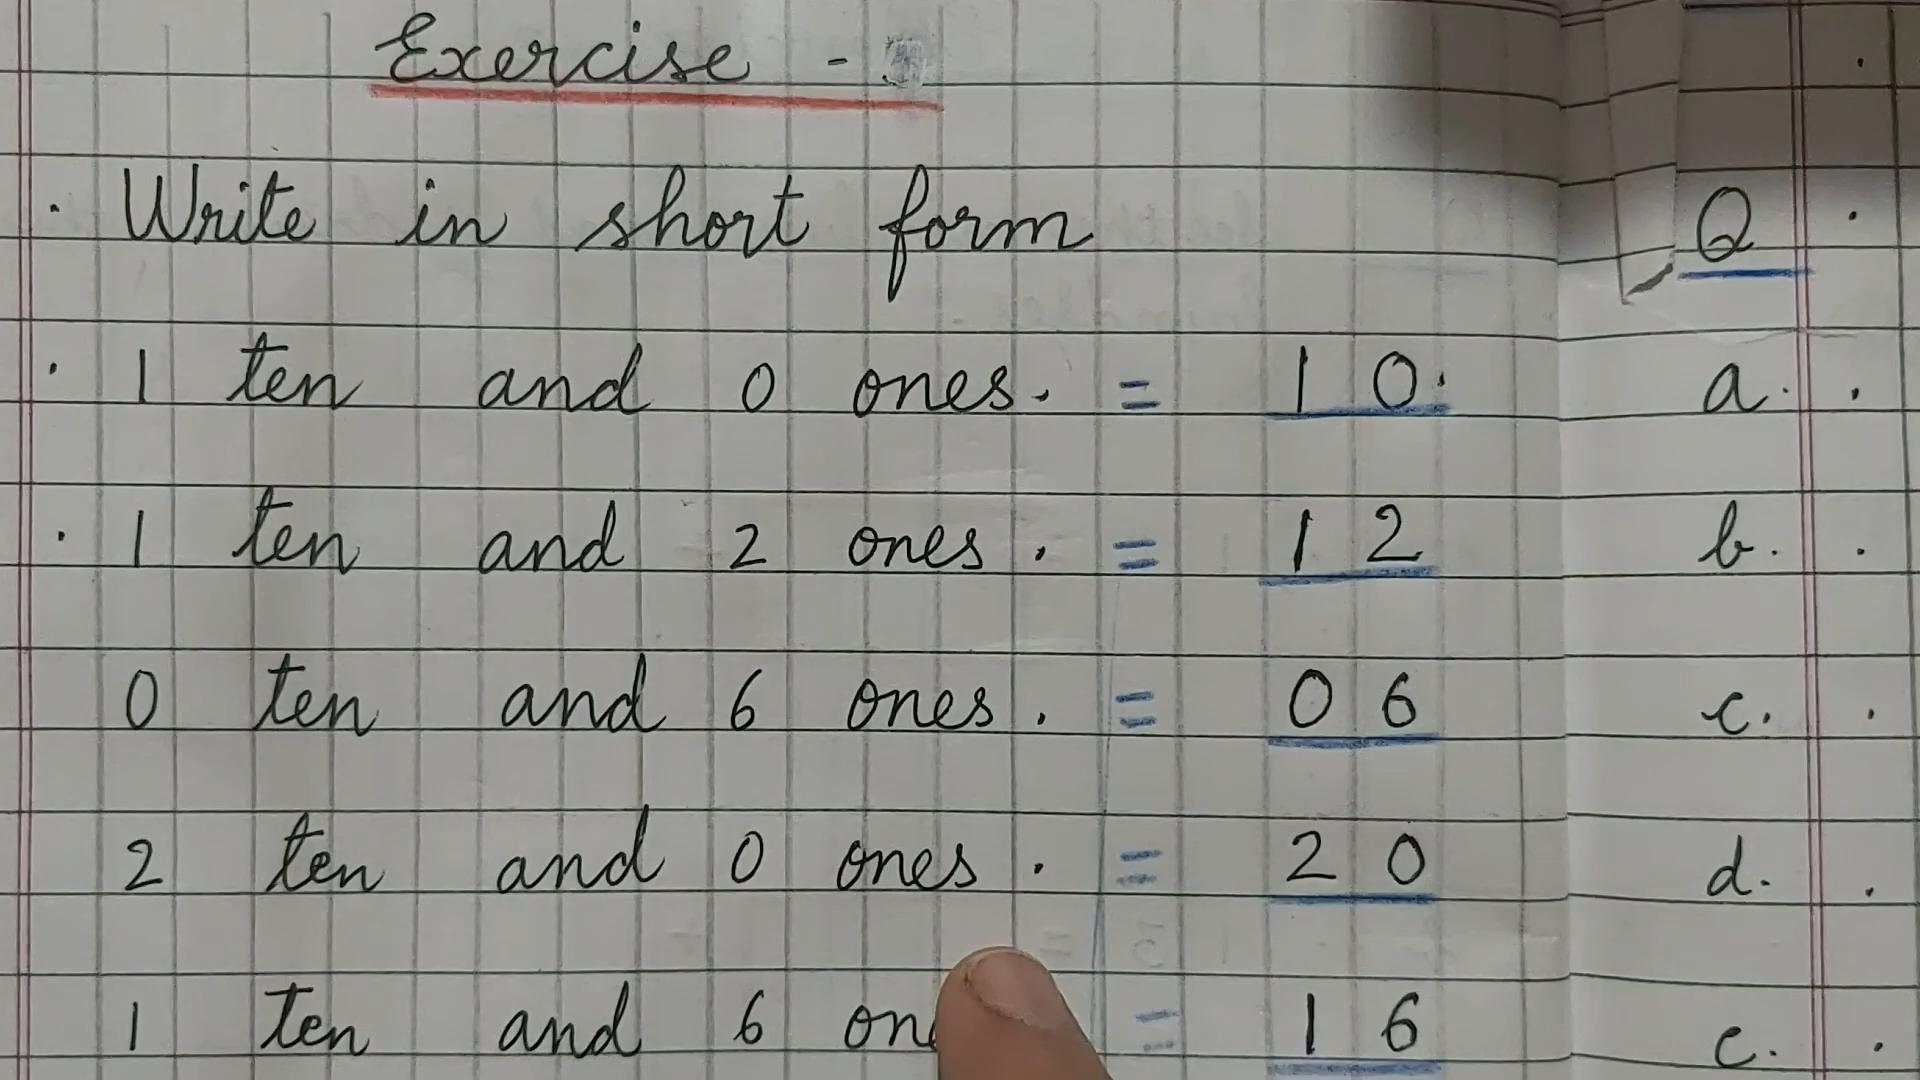 Exercise -
. Write in short form
. 1 ten and 0 ones. = 10.
. 1 ten and 2 ones. = 12
0 ten and 6 ones. = 06
2 ten and 0 ones. = 20
1 ten and 6 = 16
Q .
a. .
b. .
c. .
d. .
c. .